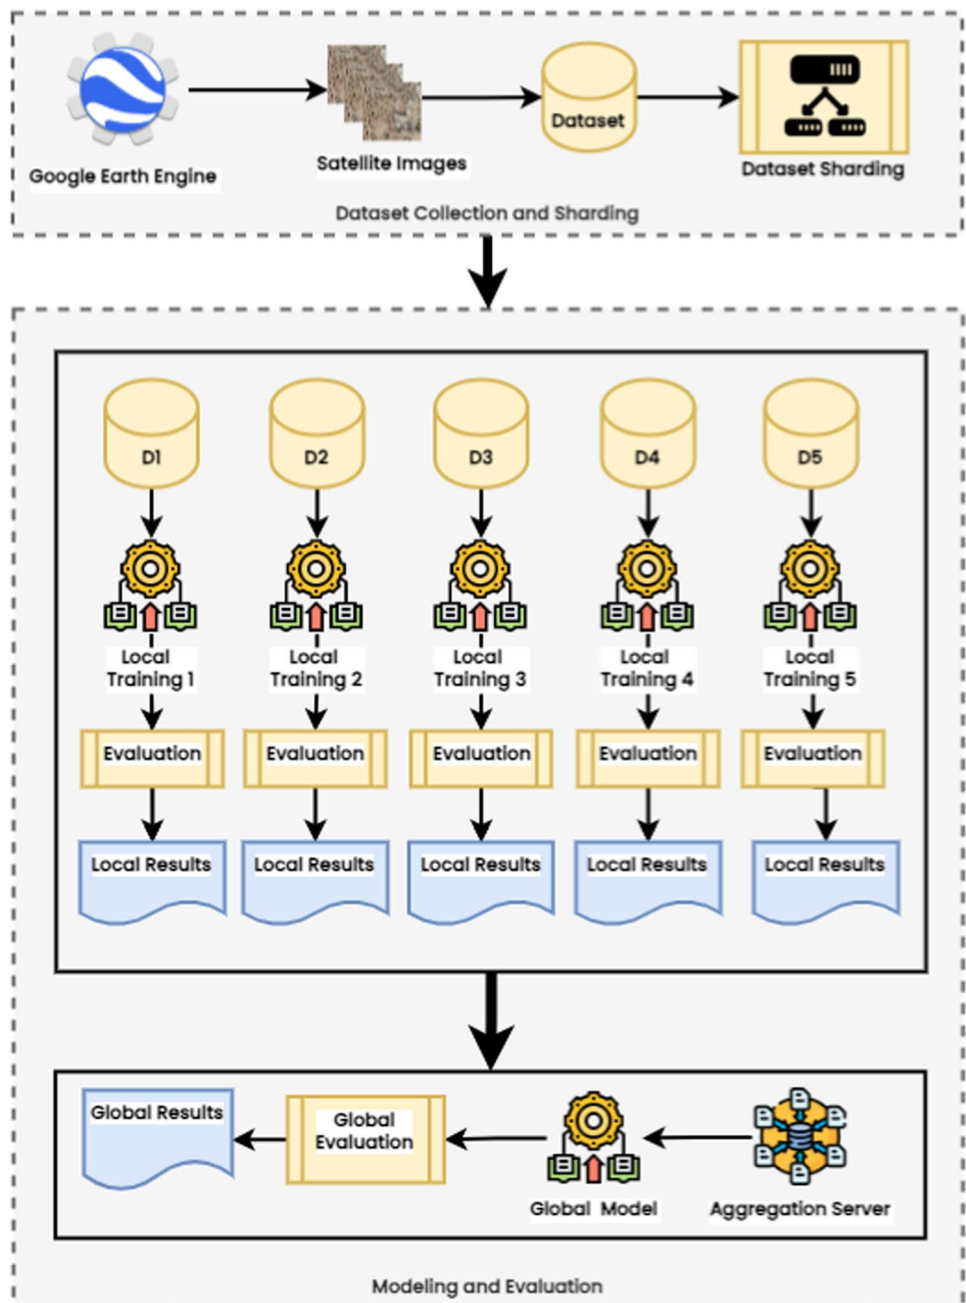 Google Earth Engine
Satellite Images
Dataset
Dataset Sharding
Dataset Collection and Sharding
D1
D2
D3
D4
D5
Local
Training 1
Local
Training 2
Local
Training 3
Local
Training 4
Local
Training 5
Evaluation
Evaluation
Evaluation
Evaluation
Evaluation
Local Results
Local Results
Local Results
Local Results
Local Results
Global Results
Global
Evaluation
Global Model
Aggregation Server
Modeling and Evaluation